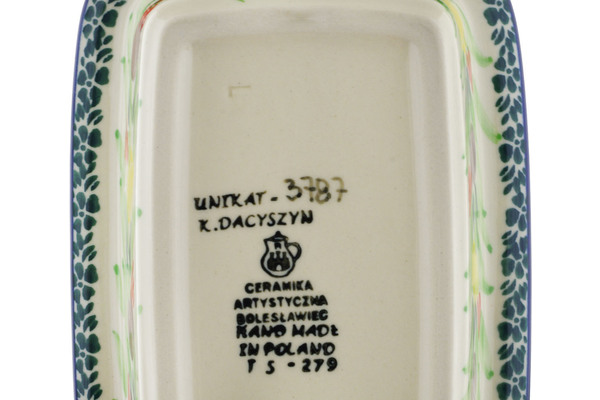 UNIKAT - 3787
K. DACYSZYN
CERAMIKA
ARTYSTYCZNA
BOLESŁAWIEC
HAND MADE
IN POLAND
T S - 279